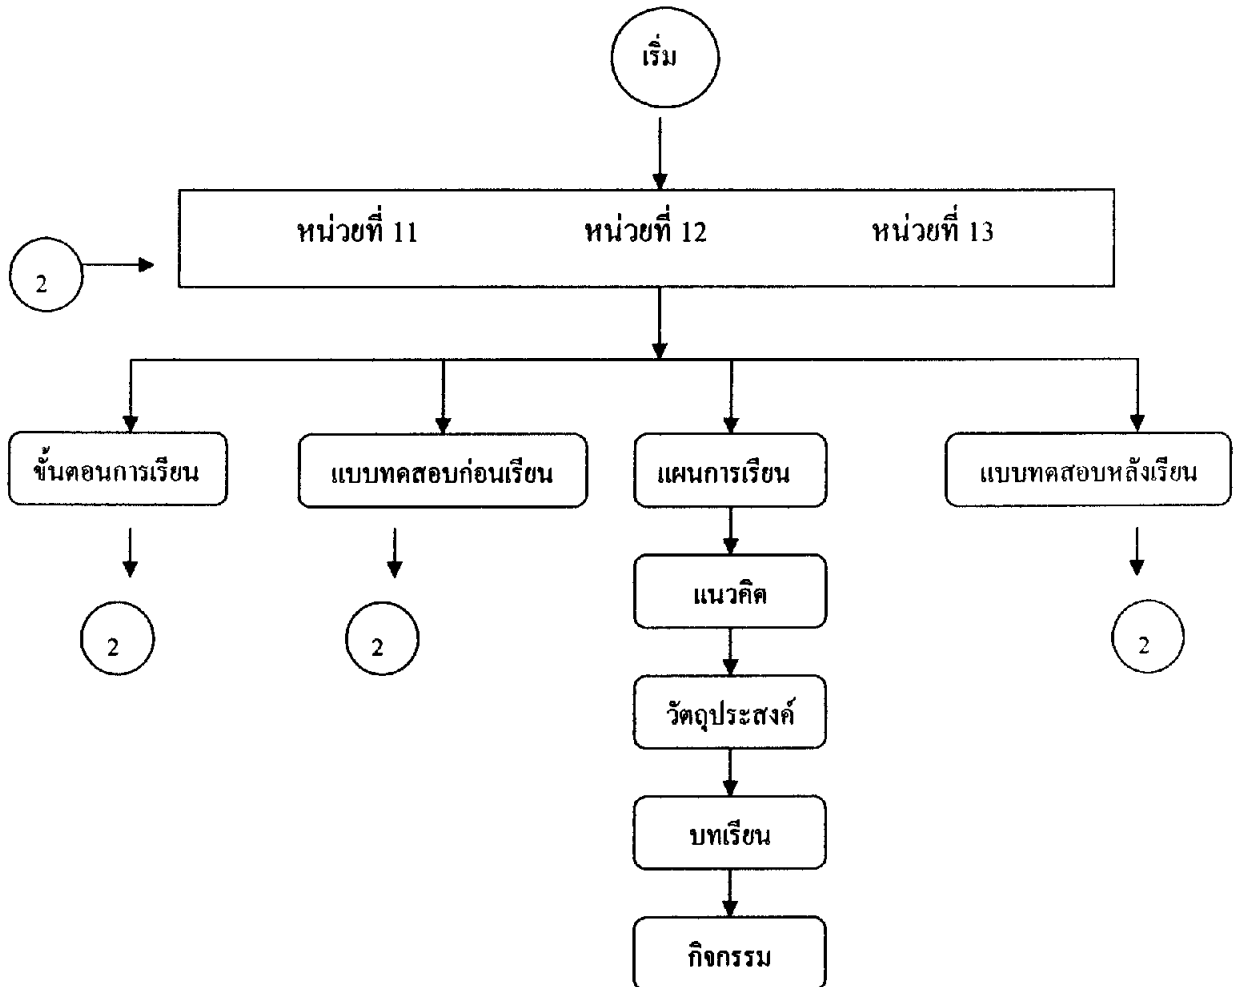 เริ่ม
หน่วยที่ 11 หน่วยที่ 12 หน่วยที่ 13
2
ขั้นตอนการเรียน แบบทดสอบก่อนเรียน แผนการเรียน แบบทดสอบหลังเรียน
แนวคิด
2 2 2
วัตถุประสงค์
บทเรียน
กิจกรรม